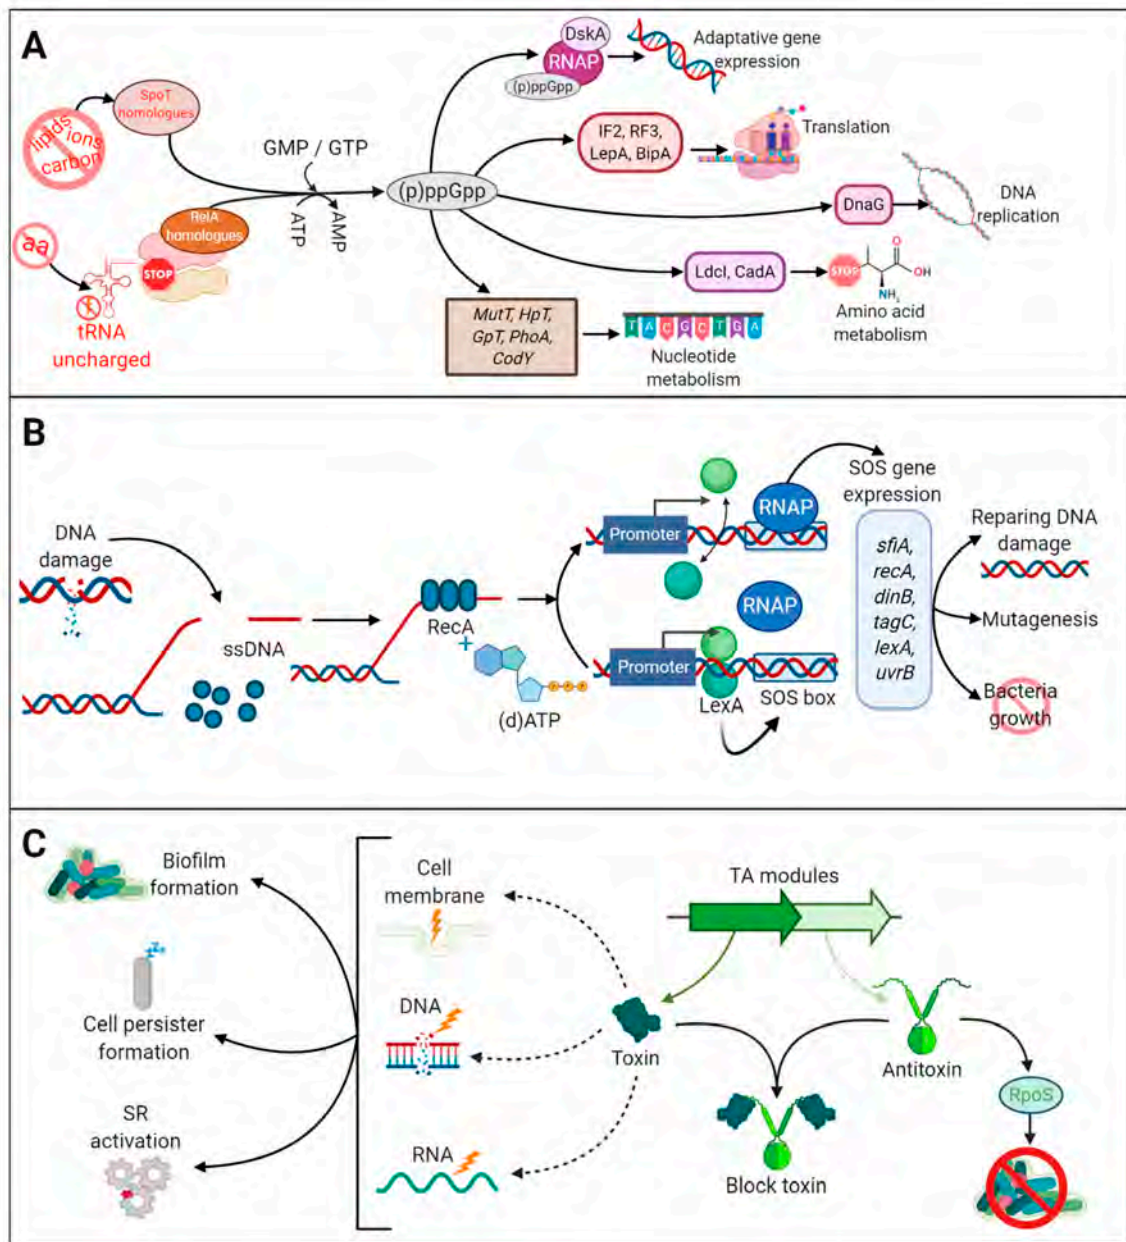 A
lipids
ions
carbon
SpoT
homologues
GMP / GTP
ATP
AMP
(p)ppGpp
RelA
homologues
aa
STOP
tRNA
uncharged
DskA
RNAP
(p)ppGpp
Adaptative gene
expression
IF2, RF3,
LepA, BipA
Translation
DnaG
DNA
replication
LdcI, CadA
STOP
O
OH
NH2
Amino acid
metabolism
MutT, HpT,
GpT, PhoA,
CodY
T A C G C T G A
Nucleotide
metabolism
B
DNA
damage
ssDNA
RecA
+
(d)ATP
P P P
Promoter
RNAP
RNAP
Promoter
LexA
SOS box
SOS gene
expression
sfiA,
recA,
dinB,
tagC,
lexA,
uvrB
Reparing DNA
damage
Mutagenesis
Bacteria
growth
C
Biofilm
formation
Cell persister
formation
SR
activation
Cell
membrane
DNA
RNA
TA modules
Toxin
Antitoxin
Block toxin
RpoS